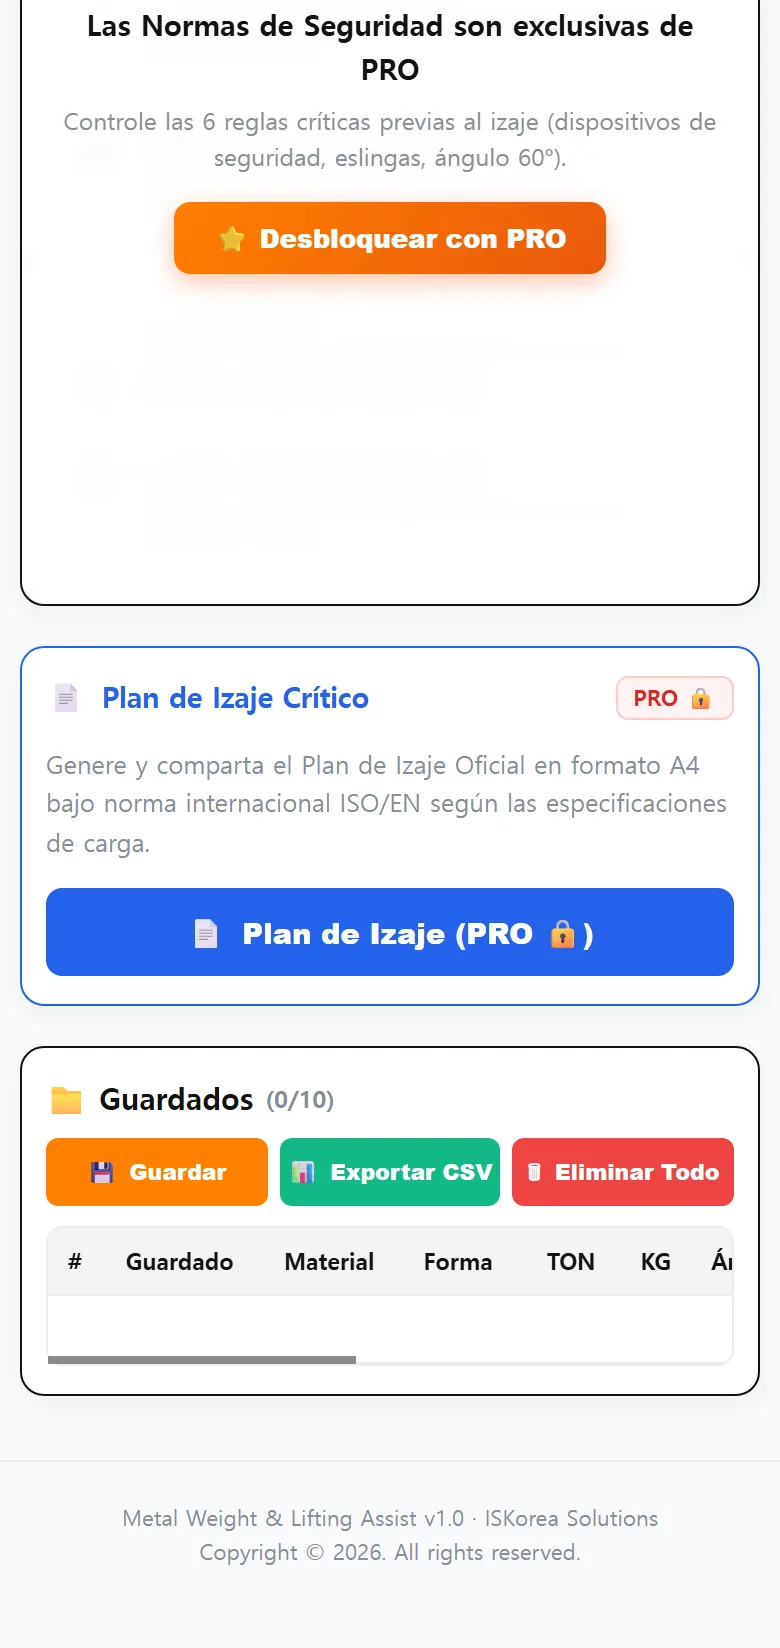 Las Normas de Seguridad son exclusivas de
PRO
Controle las 6 reglas críticas previas al izaje (dispositivos de
seguridad, eslingas, ángulo 60°).
⭐ Desbloquear con PRO
Plan de Izaje Crítico
PRO 🔒
Genere y comparta el Plan de Izaje Oficial en formato A4
bajo norma internacional ISO/EN según las especificaciones
de carga.
Plan de Izaje (PRO 🔒)
Guardados (0/10)
Guardar
Exportar CSV
Eliminar Todo
# Guardado Material Forma TON KG
Metal Weight & Lifting Assist v1.0 · ISKorea Solutions
Copyright © 2026. All rights reserved.